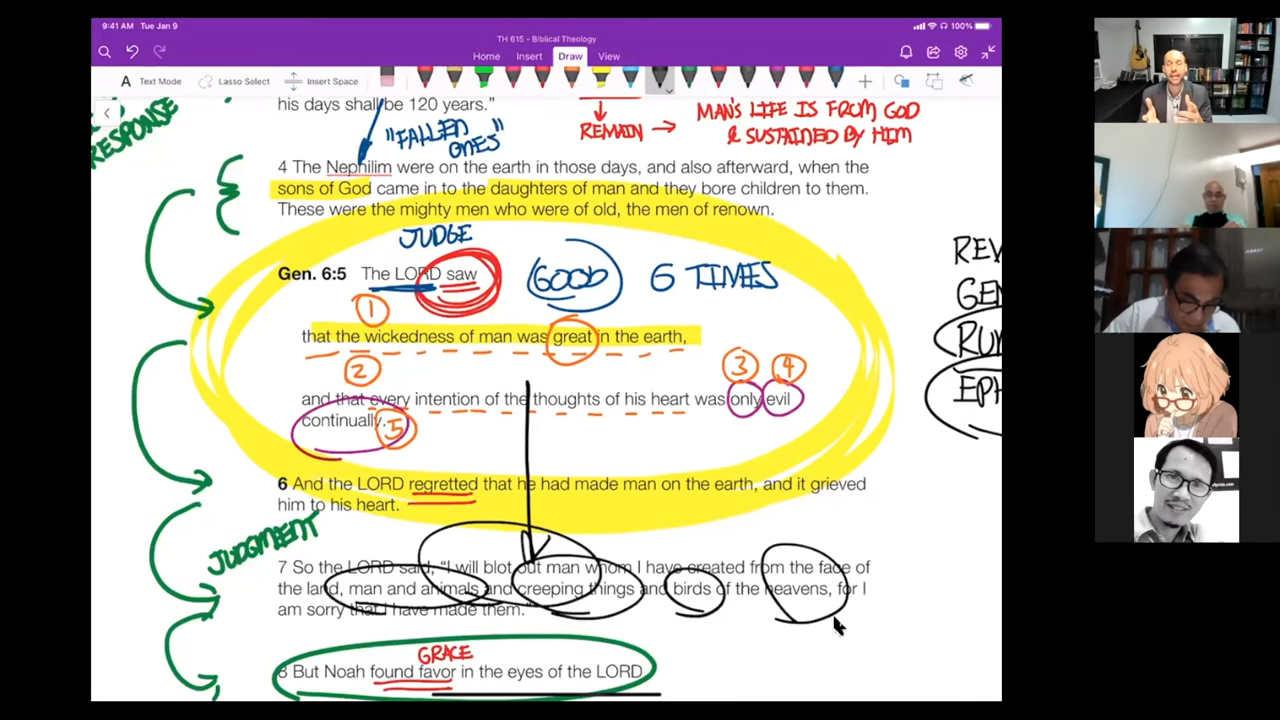 9:41 AM Tue Jan 9
100%
TH 615 - Biblical Theology
Home Insert Draw View
Text Mode Lasso Select Insert Space
his days shall be 120 years."
RESPONSE
"FALLEN ONES"
REMAIN → MAN'S LIFE IS FROM GOD
& SUSTAINED BY HIM
4 The Nephilim were on the earth in those days, and also afterward, when the
sons of God came in to the daughters of man and they bore children to them.
These were the mighty men who were of old, the men of renown.
JUDGE
Gen. 6:5 The LORD saw
GOOD 6 TIMES
1
that the wickedness of man was great in the earth,
2 3 4
and that every intention of the thoughts of his heart was only evil
continually. 5
6 And the LORD regretted that he had made man on the earth, and it grieved
him to his heart.
JUDGMENT
7 So the LORD said, "I will blot out man whom I have created from the face of
the land, man and animals and creeping things and birds of the heavens, for I
am sorry that I have made them."
GRACE
8 But Noah found favor in the eyes of the LORD
REV
GEN
RU
EPH